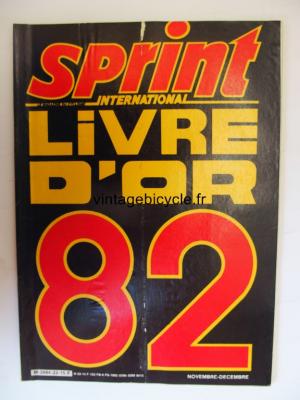 Sprint
INTERNATIONAL
LiVRE
D'OR
vintagebicycle.fr
82
NOVEMBRE-DECEMBRE